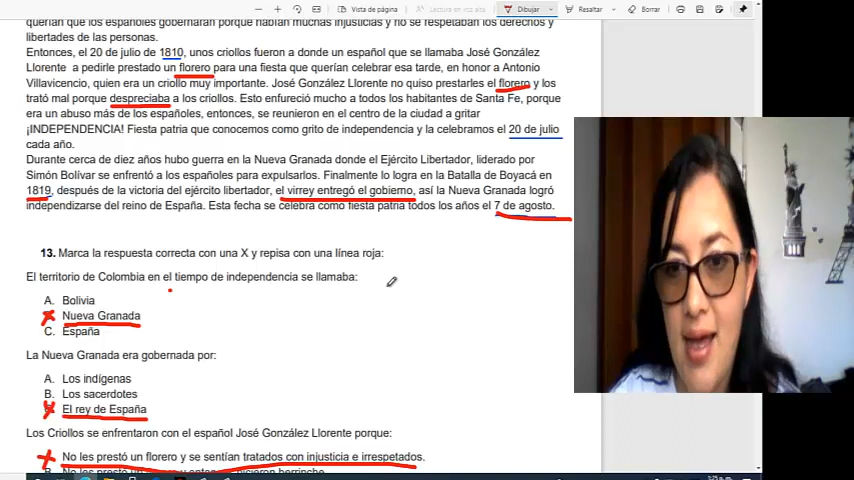 Vista de página
Lectura en voz alta
Dibujar
Resaltar
Borrar
querían que los españoles gobernaran porque habían muchas injusticias y no se respetaban los derechos y
libertades de las personas.
Entonces, el 20 de julio de 1810, unos criollos fueron a donde un español que se llamaba José González
Llorente a pedirle prestado un florero para una fiesta que querían celebrar esa tarde, en honor a Antonio
Villavicencio, quien era un criollo muy importante. José González Llorente no quiso prestarles el florero y los
trató mal porque despreciaba a los criollos. Esto enfureció mucho a todos los habitantes de Santa Fe, porque
era un abuso más de los españoles, entonces, se reunieron en el centro de la ciudad a gritar
¡INDEPENDENCIA! Fiesta patria que conocemos como grito de independencia y la celebramos el 20 de julio
cada año.
Durante cerca de diez años hubo guerra en la Nueva Granada donde el Ejército Libertador, liderado por
Simón Bolívar se enfrentó a los españoles para expulsarlos. Finalmente lo logra en la Batalla de Boyacá en
1819, después de la victoria del ejército libertador, el virrey entregó el gobierno, así la Nueva Granada logró
independizarse del reino de España. Esta fecha se celebra como fiesta patria todos los años el 7 de agosto.
13. Marca la respuesta correcta con una X y repisa con una línea roja:
El territorio de Colombia en el tiempo de independencia se llamaba:
A. Bolivia
Nueva Granada
C. España
La Nueva Granada era gobernada por:
A. Los indígenas
B. Los sacerdotes
El rey de España
Los Criollos se enfrentaron con el español José González Llorente porque:
No les prestó un florero y se sentían tratados con injusticia e irrespetados.
B. No les prestó un florero y
hicieron berrinche